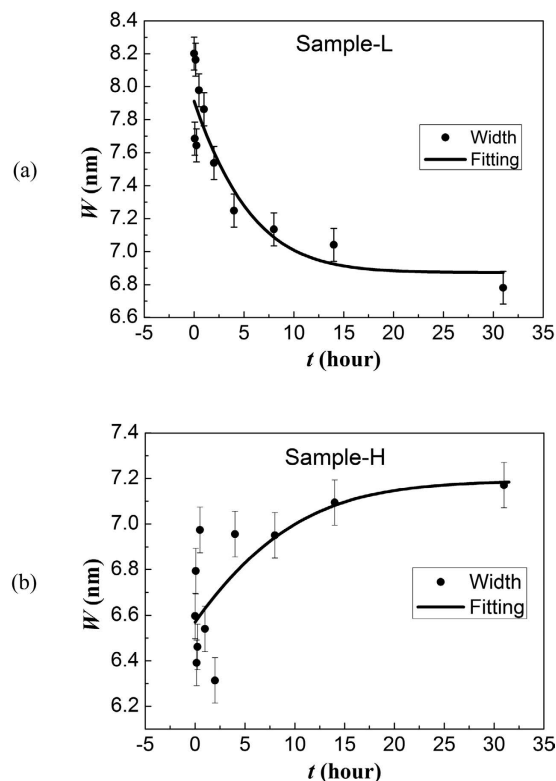 (a)
Sample-L
W (nm)
8.4
8.2
8.0
7.8
7.6
7.4
7.2
7.0
6.8
6.6
Width
Fitting
-5 0 5 10 15 20 25 30 35
t (hour)
(b)
Sample-H
W (nm)
7.4
7.2
7.0
6.8
6.6
6.4
6.2
Width
Fitting
-5 0 5 10 15 20 25 30 35
t (hour)